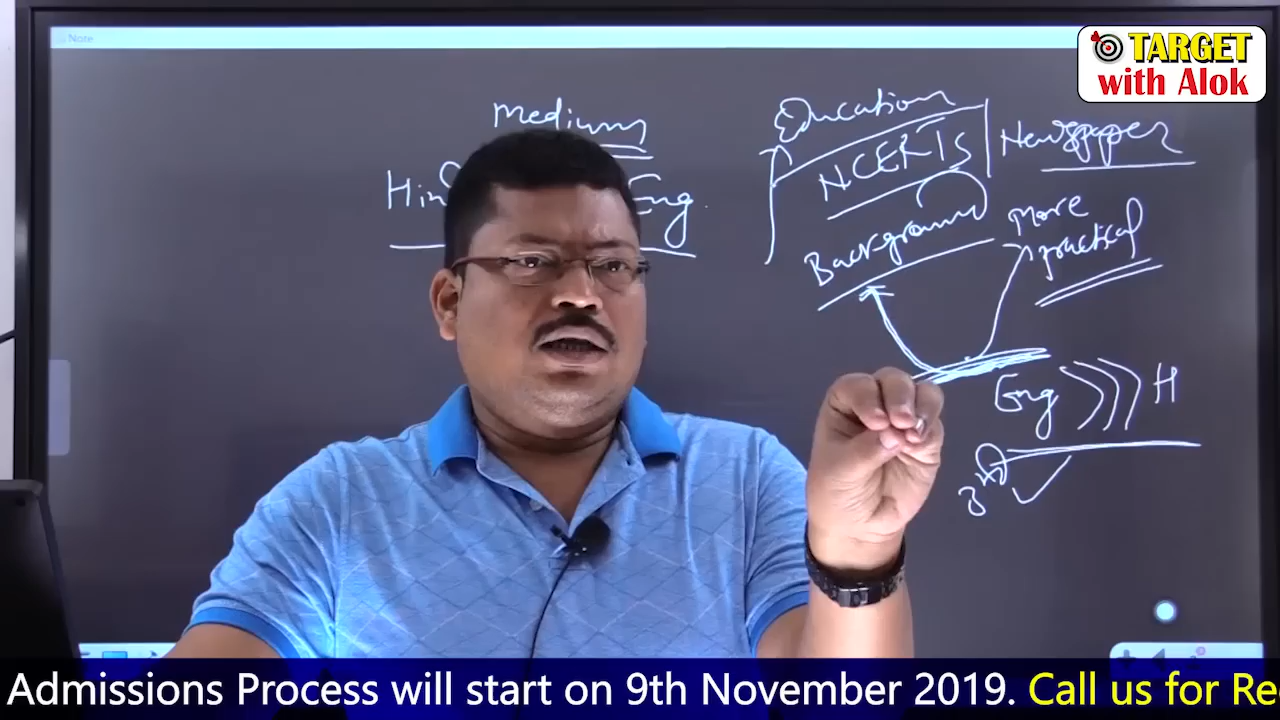 Note
TARGET
with Alok
Medium
Eng.
Education
NCERTs
Background
Newspaper
More
practical
Eng >>> H
3rd
Admissions Process will start on 9th November 2019. Call us for Re